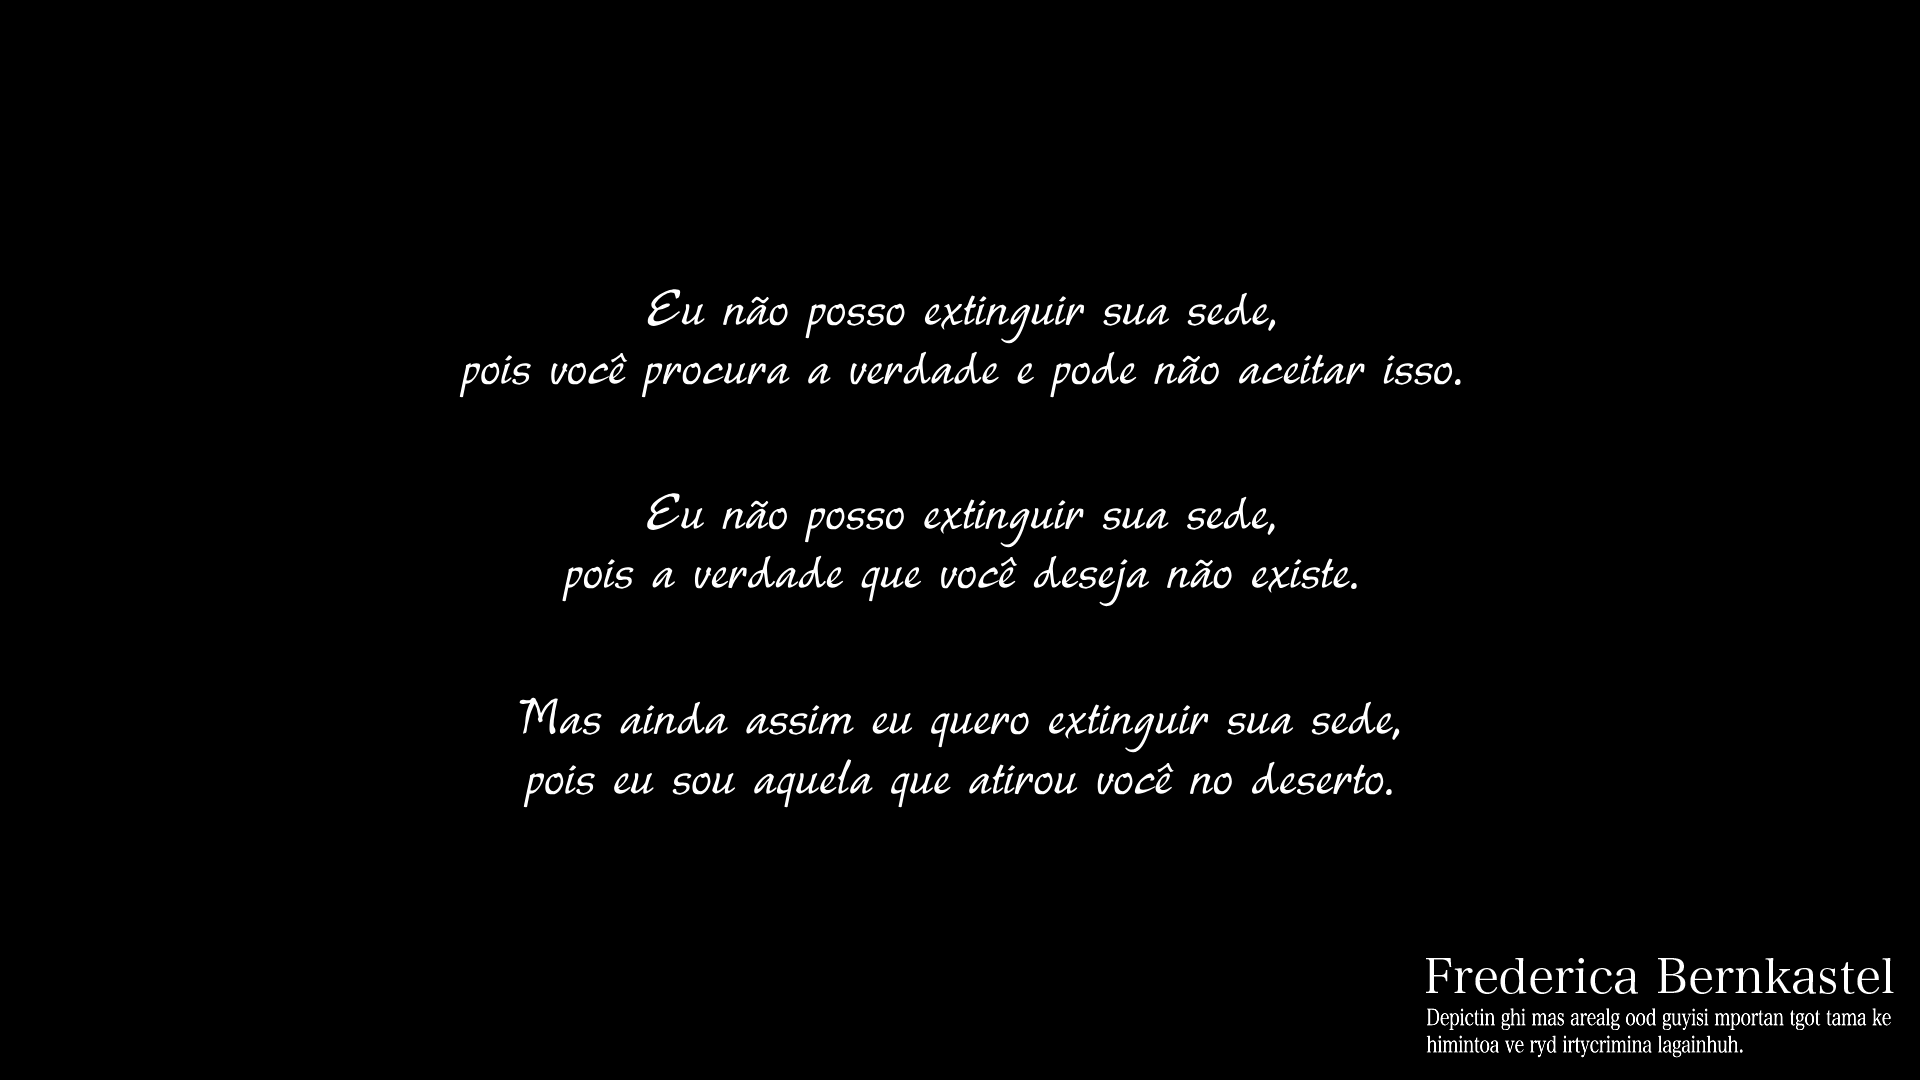 Eu não posso extinguir sua sede,
pois você procura a verdade e pode não aceitar isso.
Eu não posso extinguir sua sede,
pois a verdade que você deseja não existe.
Mas ainda assim eu quero extinguir sua sede,
pois eu sou aquela que atirou você no deserto.
Frederica Bernkastel
Depictin ghi mas arealg ood guyisi mportan tgot tama ke
himintoa ve ryd irtycrimina lagainhuh.